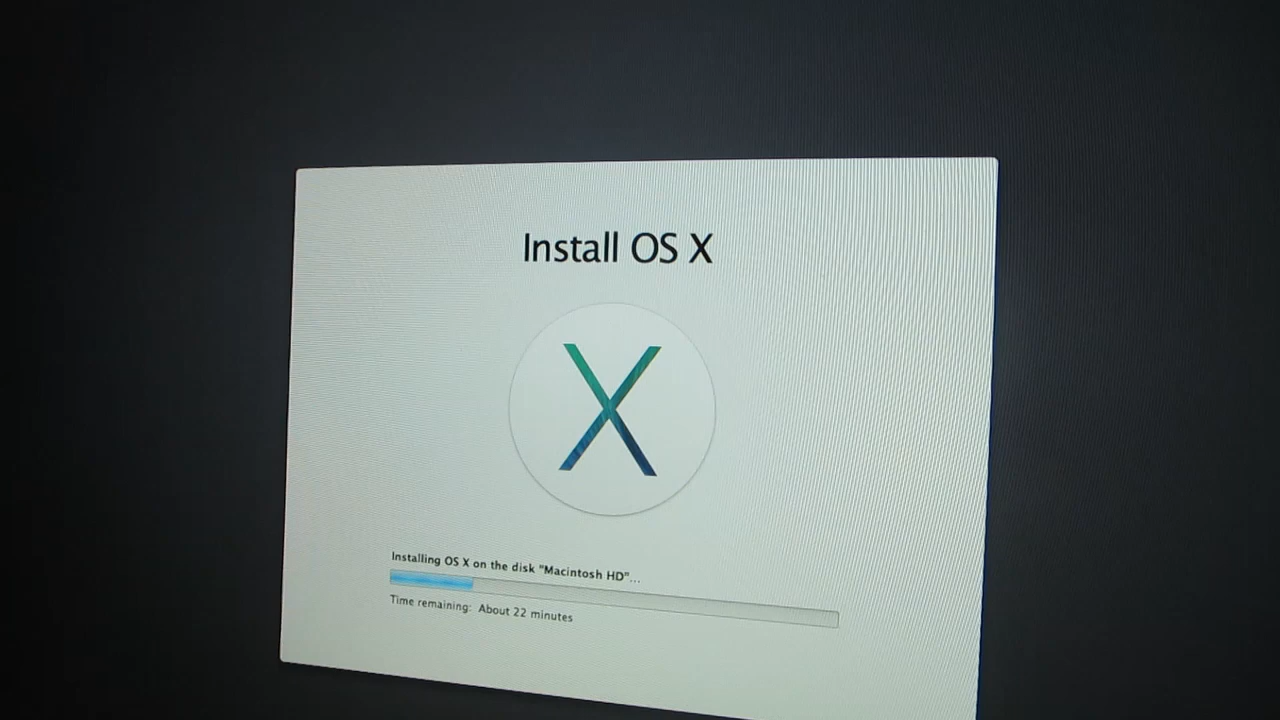 Install OS X
X
Installing OS X on the disk "Macintosh HD"...
Time remaining: About 22 minutes